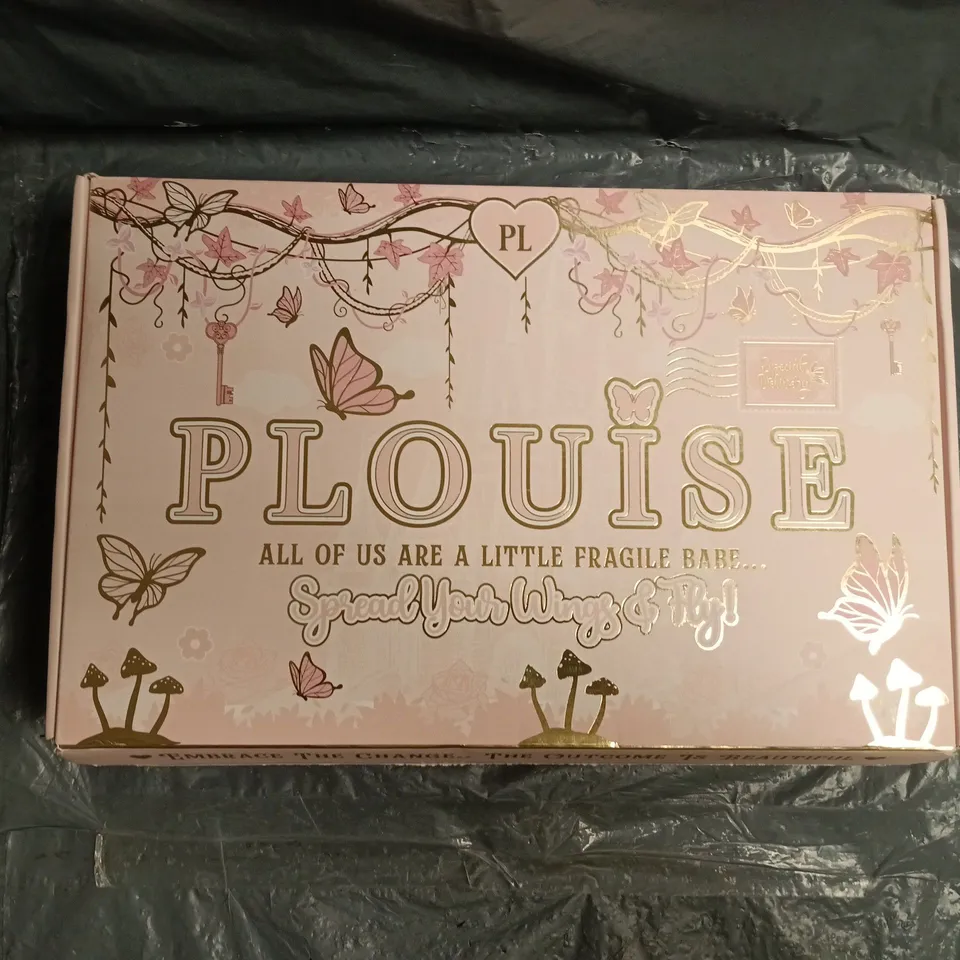 PL
PLOUISE
ALL OF US ARE A LITTLE FRAGILE BABE...
Spread Your Wings & Fly!
EMBRACE THE CHANGE. THE OUTCOME IS BEAUTIFUL